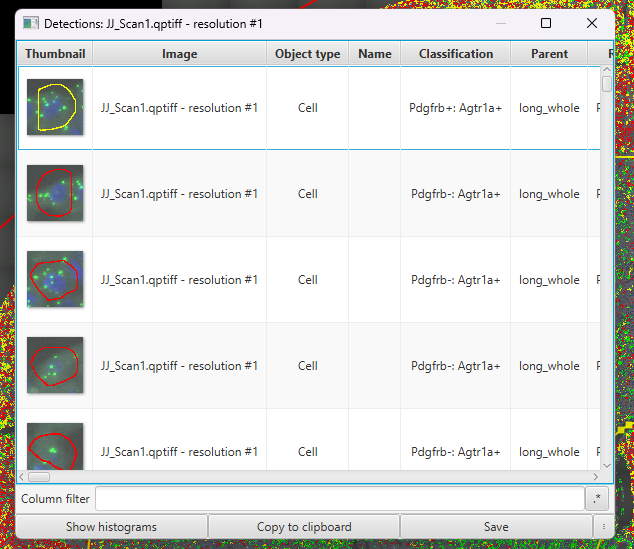 Detections: JJ_Scan1.qptiff - resolution #1
Thumbnail Image Object type Name Classification Parent
JJ_Scan1.qptiff - resolution #1 Cell Pdgfrb+: Agtr1a+ long_whole
JJ_Scan1.qptiff - resolution #1 Cell Pdgfrb-: Agtr1a+ long_whole
JJ_Scan1.qptiff - resolution #1 Cell Pdgfrb-: Agtr1a+ long_whole
JJ_Scan1.qptiff - resolution #1 Cell Pdgfrb-: Agtr1a+ long_whole
JJ_Scan1.qptiff - resolution #1 Cell Pdgfrb-: Agtr1a+ long_whole
Column filter .*
Show histograms Copy to clipboard Save